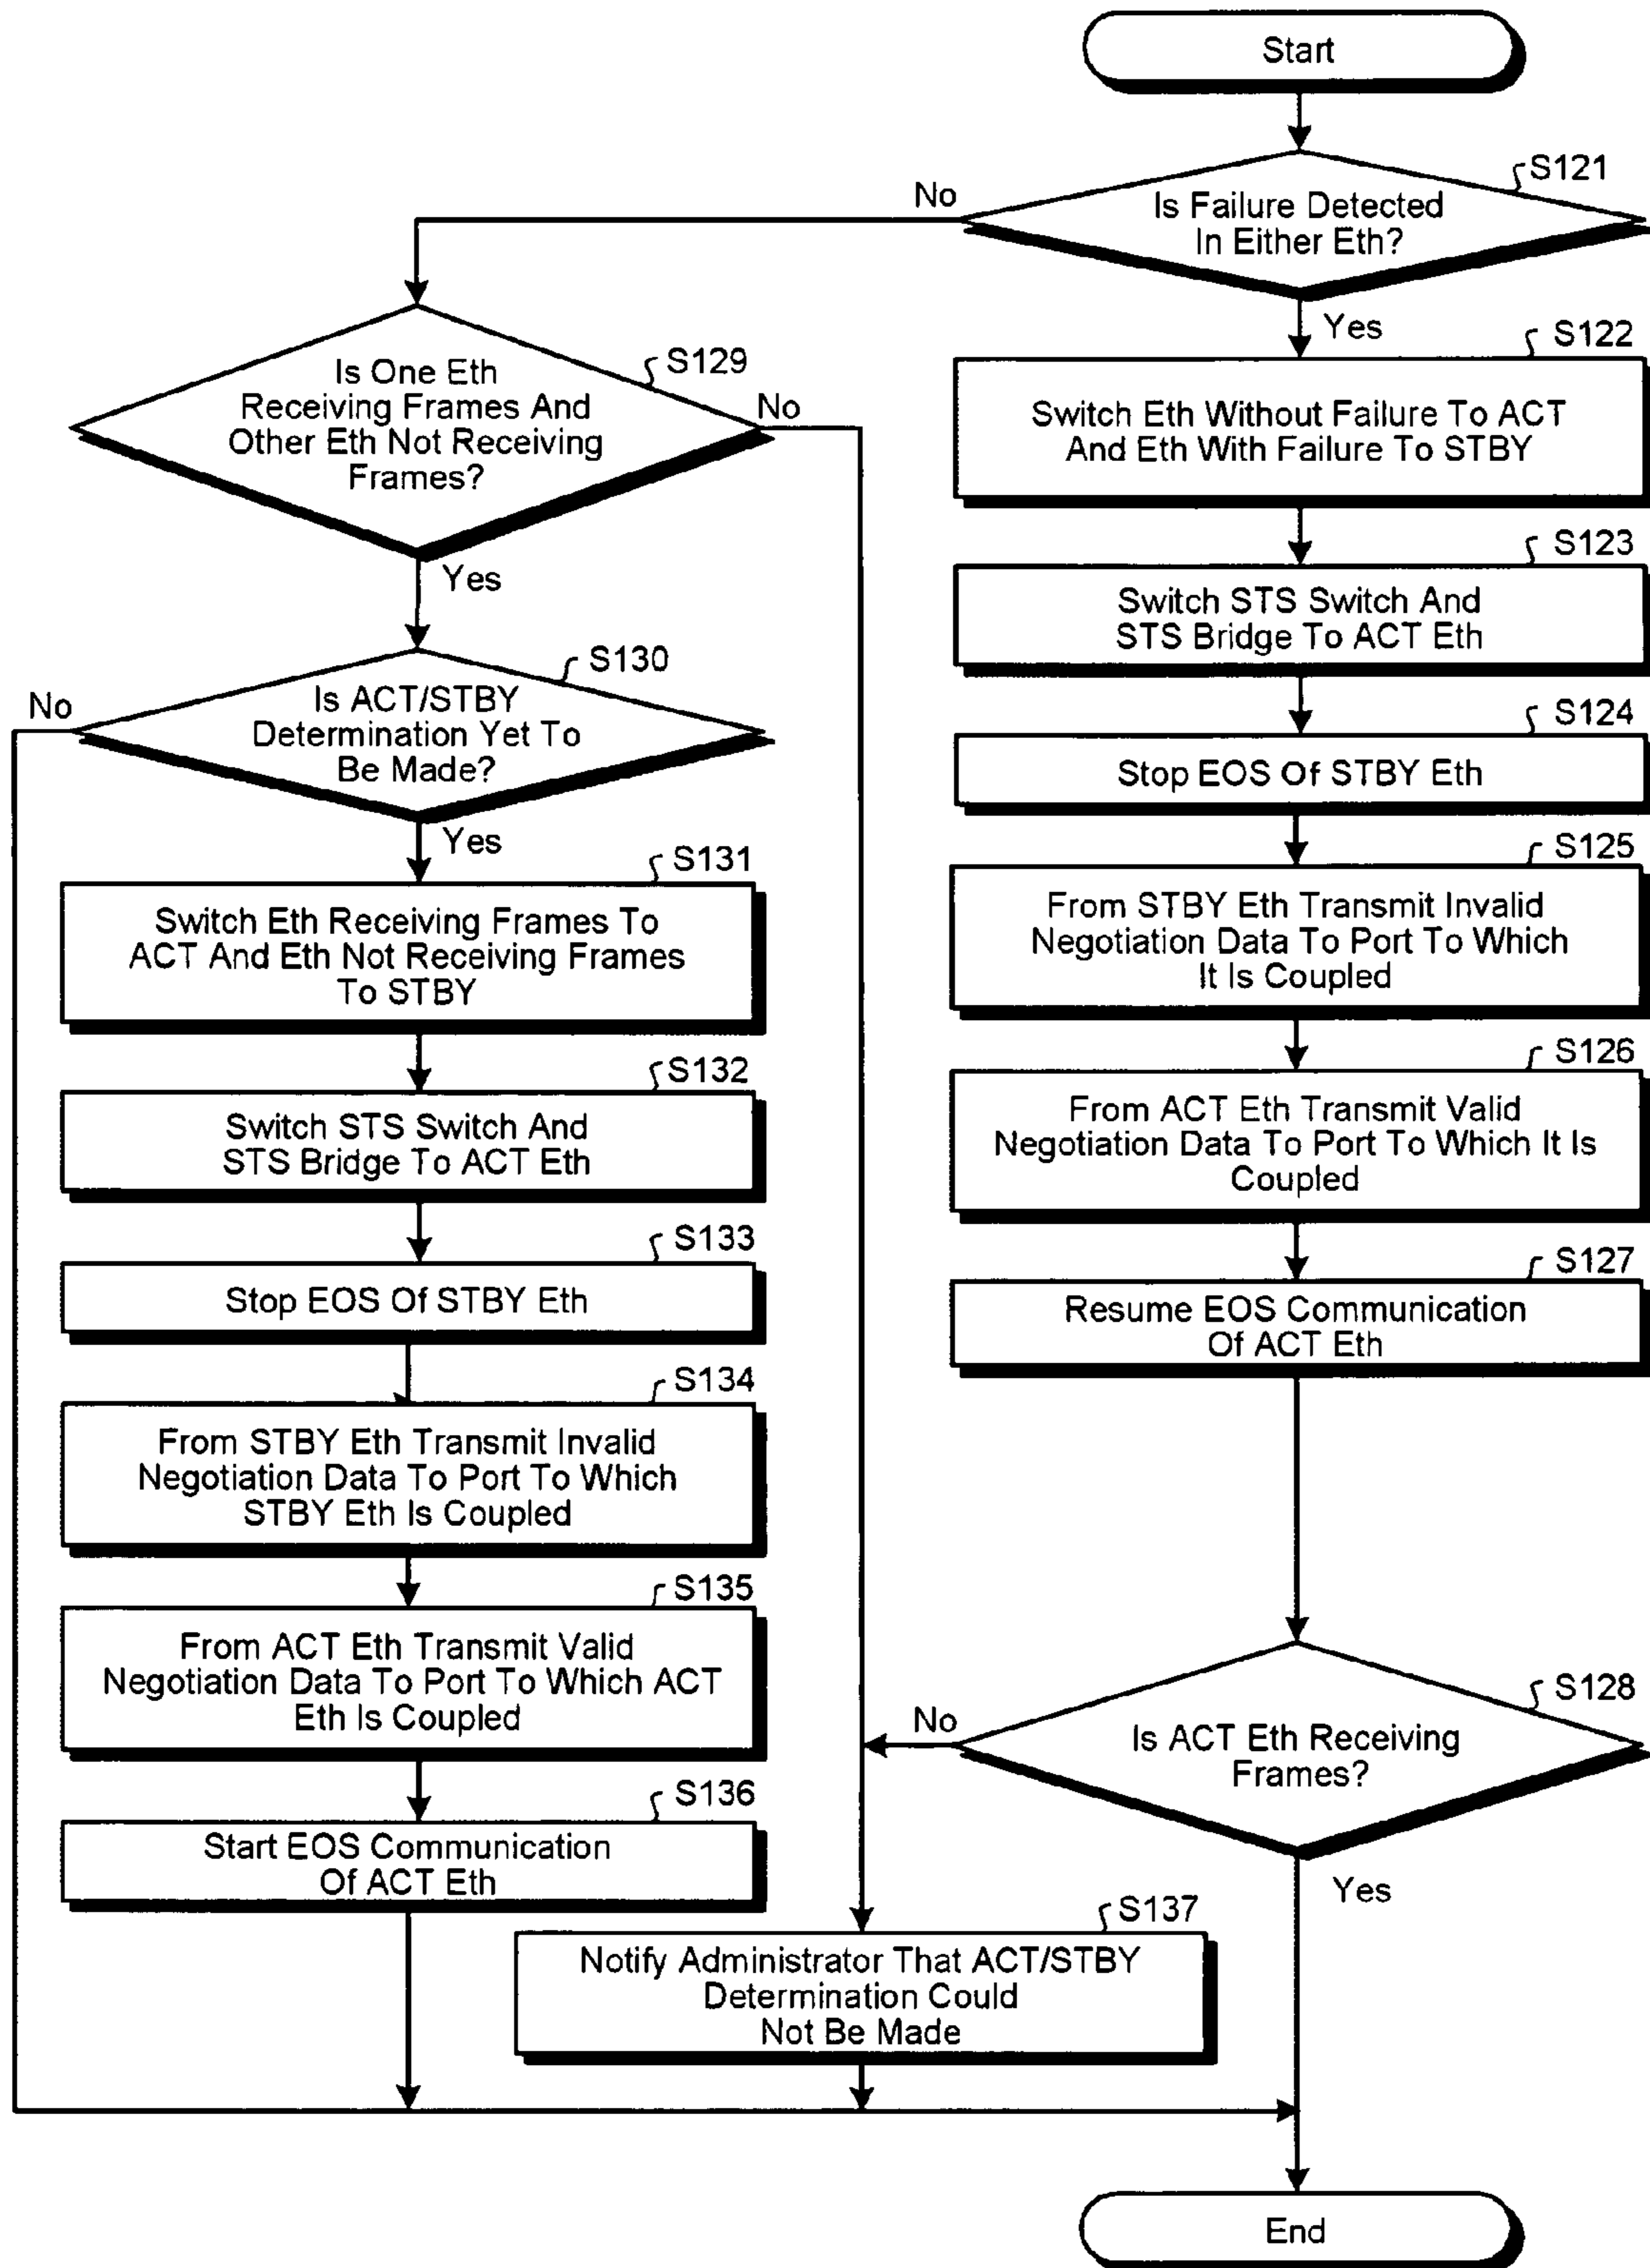 Start
S121
Is Failure Detected
In Either Eth?
No
Yes
S122
Switch Eth Without Failure To ACT
And Eth With Failure To STBY
S123
Switch STS Switch And
STS Bridge To ACT Eth
S124
Stop EOS Of STBY Eth
S125
From STBY Eth Transmit Invalid
Negotiation Data To Port To Which
It Is Coupled
S126
From ACT Eth Transmit Valid
Negotiation Data To Port To Which It Is
Coupled
S127
Resume EOS Communication
Of ACT Eth
S128
Is ACT Eth Receiving
Frames?
No
Yes
S129
Is One Eth
Receiving Frames And
Other Eth Not Receiving
Frames?
No
Yes
S130
Is ACT/STBY
Determination Yet To
Be Made?
No
Yes
S131
Switch Eth Receiving Frames To
ACT And Eth Not Receiving Frames
To STBY
S132
Switch STS Switch And
STS Bridge To ACT Eth
S133
Stop EOS Of STBY Eth
S134
From STBY Eth Transmit Invalid
Negotiation Data To Port To Which
STBY Eth Is Coupled
S135
From ACT Eth Transmit Valid
Negotiation Data To Port To Which ACT
Eth Is Coupled
S136
Start EOS Communication
Of ACT Eth
S137
Notify Administrator That ACT/STBY
Determination Could
Not Be Made
End